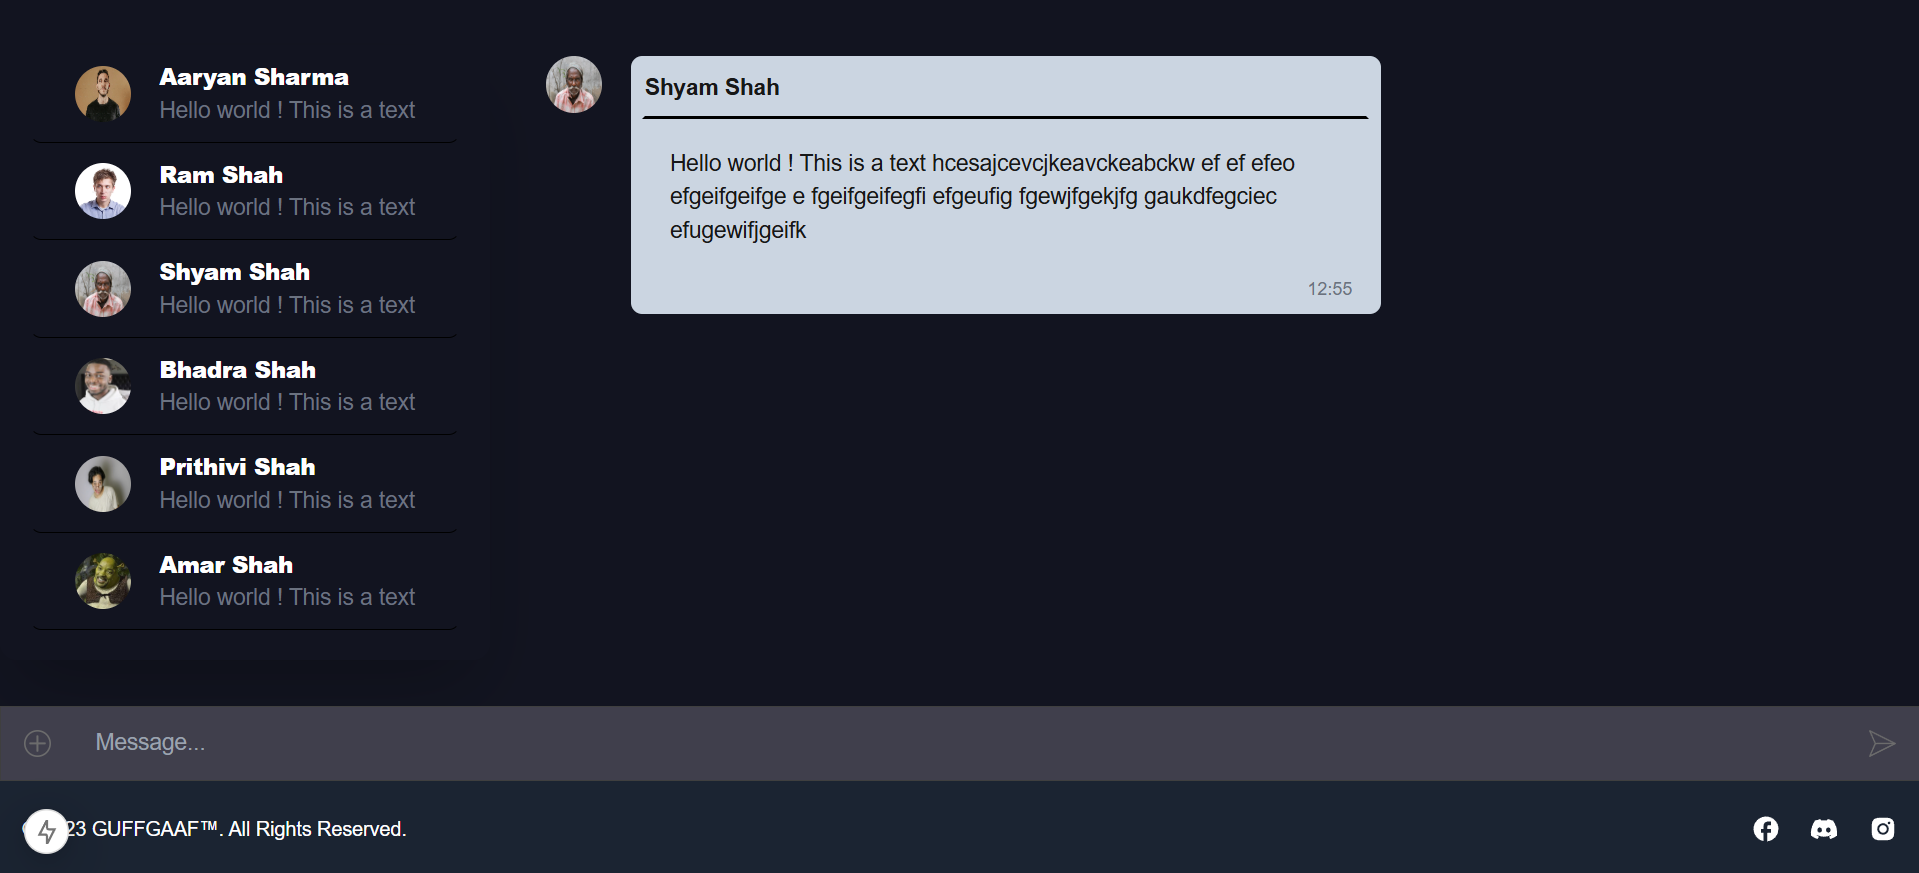 Aaryan Sharma
Hello world ! This is a text
Ram Shah
Hello world ! This is a text
Shyam Shah
Hello world ! This is a text
Bhadra Shah
Hello world ! This is a text
Prithivi Shah
Hello world ! This is a text
Amar Shah
Hello world ! This is a text
Shyam Shah
Hello world ! This is a text hcesajcevcjkeavckeabckw ef ef efeo
efgeifgeifge e fgeifgeifegfi efgeufig fgewjfgekjfg gaukdfegciec
efugewifjgeifk
12:55
Message...
23 GUFFGAAF™. All Rights Reserved.